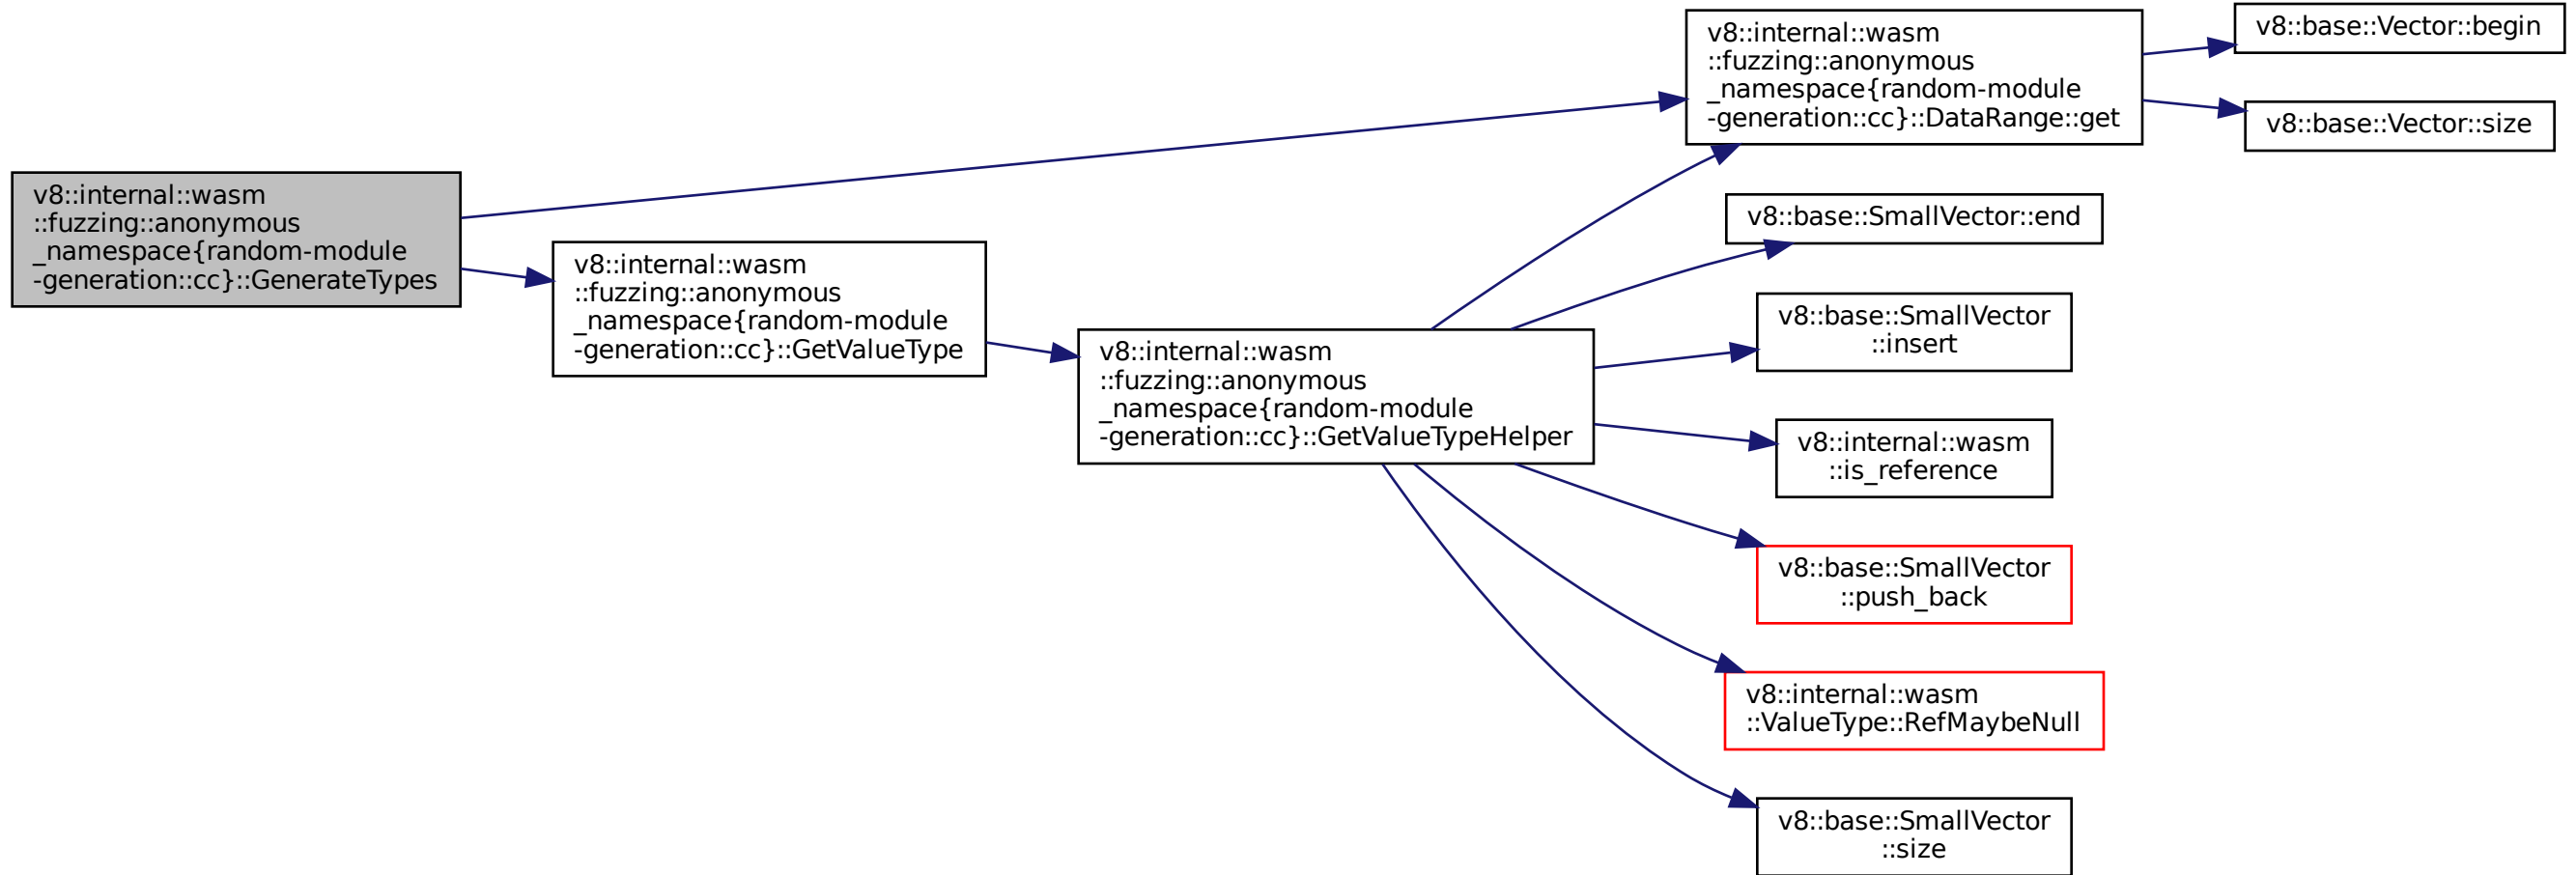 v8::internal::wasm
::fuzzing::anonymous
_namespace{random-module
-generation::cc}::GenerateTypes
v8::internal::wasm
::fuzzing::anonymous
_namespace{random-module
-generation::cc}::GetValueType
v8::internal::wasm
::fuzzing::anonymous
_namespace{random-module
-generation::cc}::GetValueTypeHelper
v8::internal::wasm
::fuzzing::anonymous
_namespace{random-module
-generation::cc}::DataRange::get
v8::base::Vector::begin
v8::base::Vector::size
v8::base::SmallVector::end
v8::base::SmallVector
::insert
v8::internal::wasm
::is_reference
v8::base::SmallVector
::push_back
v8::internal::wasm
::ValueType::RefMaybeNull
v8::base::SmallVector
::size